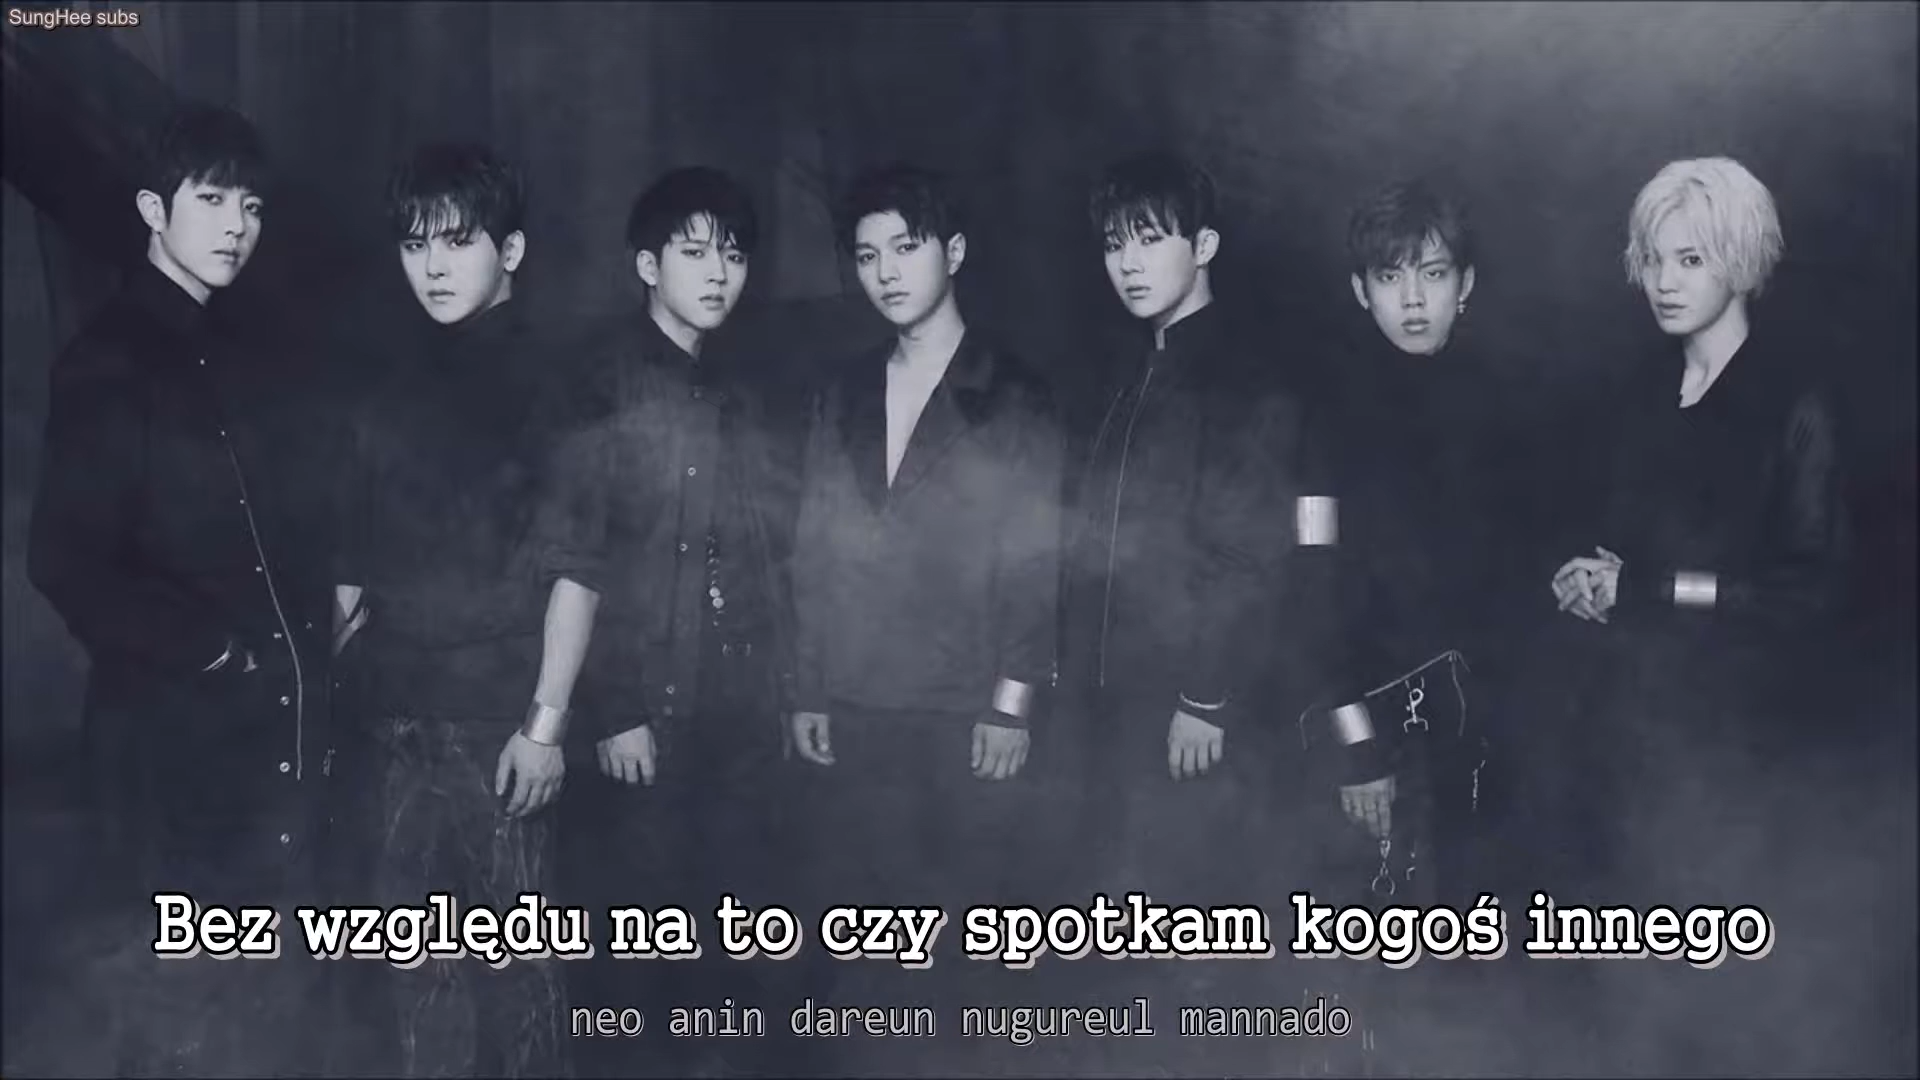 SungHee subs
Bez względu na to czy spotkam kogoś innego
neo anin dareun nugureul mannado